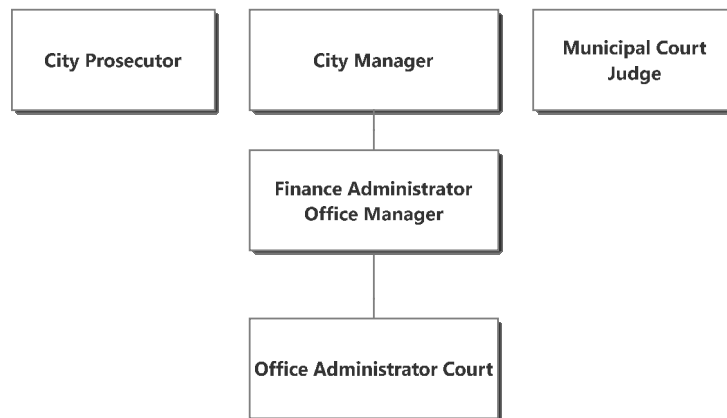 City Prosecutor
City Manager
Municipal Court
Judge
Finance Administrator
Office Manager
Office Administrator Court